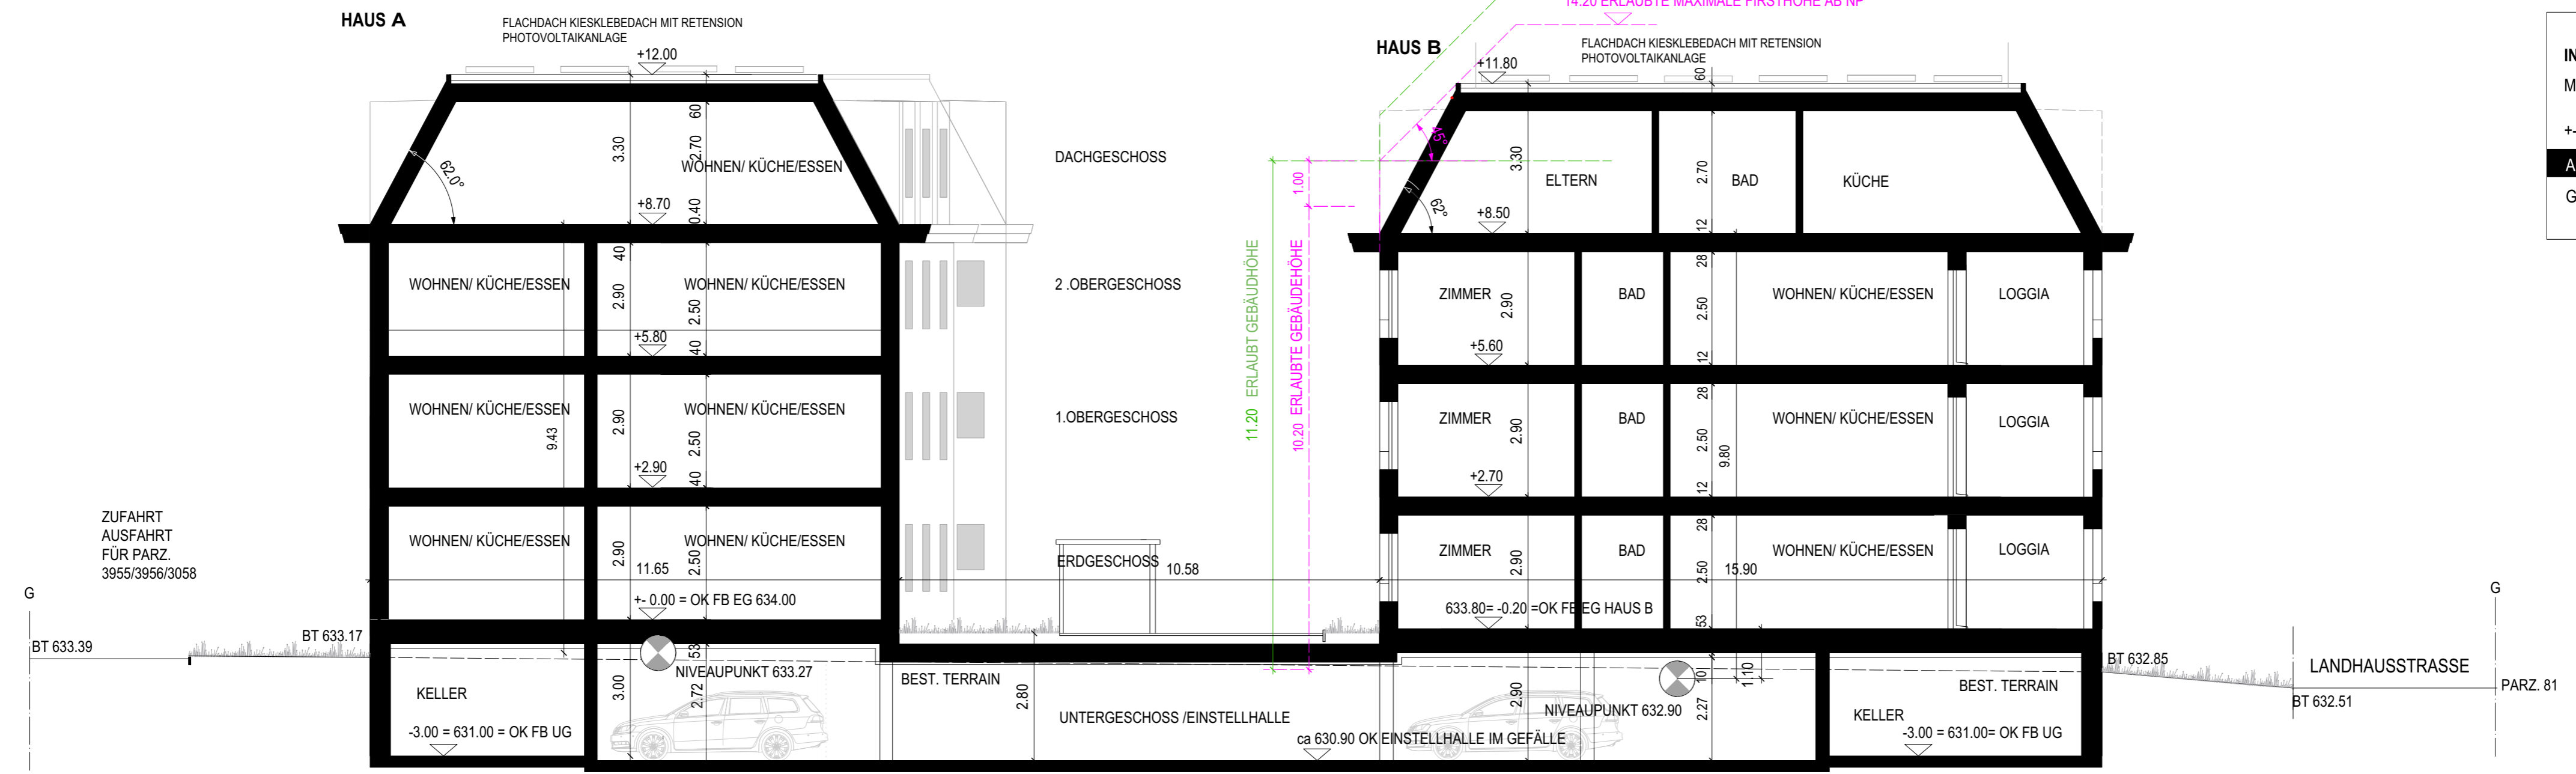 HAUS A
FLACHDACH KIESKLEBEDACH MIT RETENSION
PHOTOVOLTAIKANLAGE
+12.00
14.20 ERLAUBTE MAXIMALE FIRSTHÖHE AB NP
HAUS B
FLACHDACH KIESKLEBEDACH MIT RETENSION
PHOTOVOLTAIKANLAGE
+11.80
60
IN
M
+-
A
G
60
3.30
2.70
WOHNEN/ KÜCHE/ESSEN
62.0°
+8.70
0.40
DACHGESCHOSS
45°
1.00
3.30
ELTERN
2.70
BAD
KÜCHE
62°
+8.50
12
40
WOHNEN/ KÜCHE/ESSEN
2.90
WOHNEN/ KÜCHE/ESSEN
2.50
+5.80
40
2 .OBERGESCHOSS
11.20 ERLAUBT GEBÄUDHÖHE
10.20 ERLAUBTE GEBÄUDEHÖHE
28
ZIMMER
2.90
BAD
2.50
WOHNEN/ KÜCHE/ESSEN
LOGGIA
+5.60
12
WOHNEN/ KÜCHE/ESSEN
9.43
2.90
WOHNEN/ KÜCHE/ESSEN
2.50
+2.90
40
1.OBERGESCHOSS
28
ZIMMER
2.90
BAD
2.50
9.80
WOHNEN/ KÜCHE/ESSEN
LOGGIA
+2.70
12
ZUFAHRT
AUSFAHRT
FÜR PARZ.
3955/3956/3058
WOHNEN/ KÜCHE/ESSEN
2.90
11.65
2.50
WOHNEN/ KÜCHE/ESSEN
+- 0.00 = OK FB EG 634.00
ERDGESCHOSS
10.58
28
ZIMMER
2.90
BAD
2.50
15.90
WOHNEN/ KÜCHE/ESSEN
LOGGIA
633.80= -0.20 =OK FB EG HAUS B
53
G
BT 633.39
BT 633.17
G
53
NIVEAUPUNKT 633.27
KELLER
3.00
2.72
-3.00 = 631.00 = OK FB UG
BEST. TERRAIN
2.80
UNTERGESCHOSS /EINSTELLHALLE
ca 630.90 OK EINSTELLHALLE IM GEFÄLLE
2.90
NIVEAUPUNKT 632.90
10
2.27
1.10
BEST. TERRAIN
KELLER
-3.00 = 631.00= OK FB UG
BT 632.85
LANDHAUSSTRASSE
BT 632.51
PARZ. 81